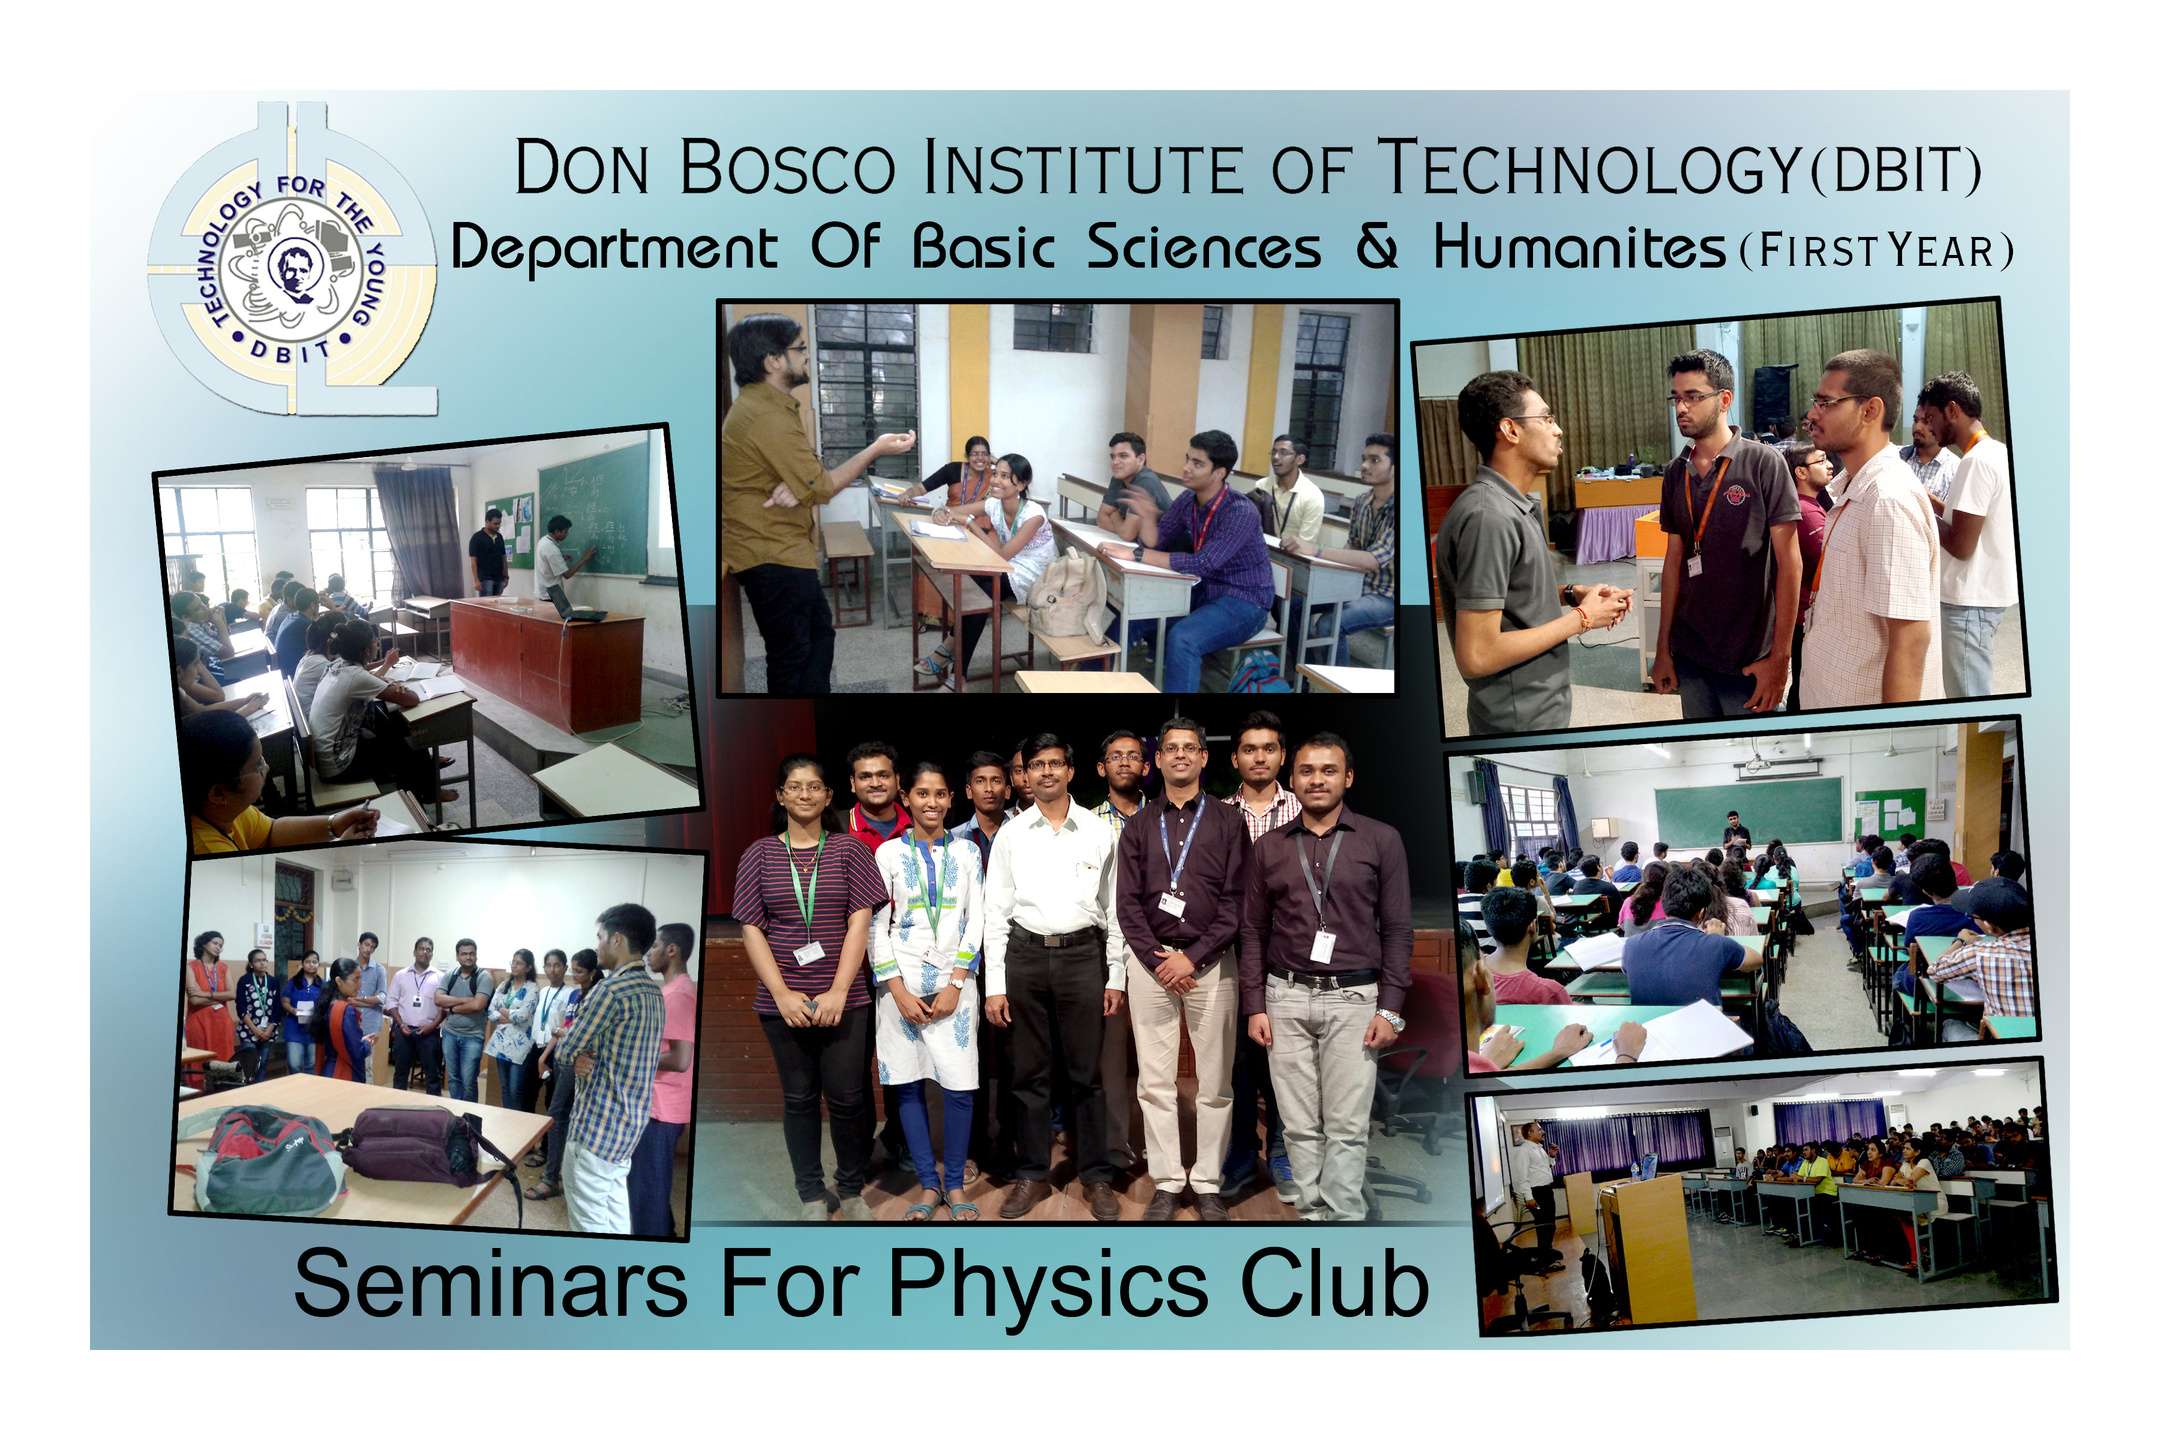 DON BOSCO INSTITUTE OF TECHNOLOGY(DBIT)
Department Of Basic Sciences & Humanites (FIRST YEAR)
TECHNOLOGY FOR THE YOUNG
• DBIT •
Seminars For Physics Club